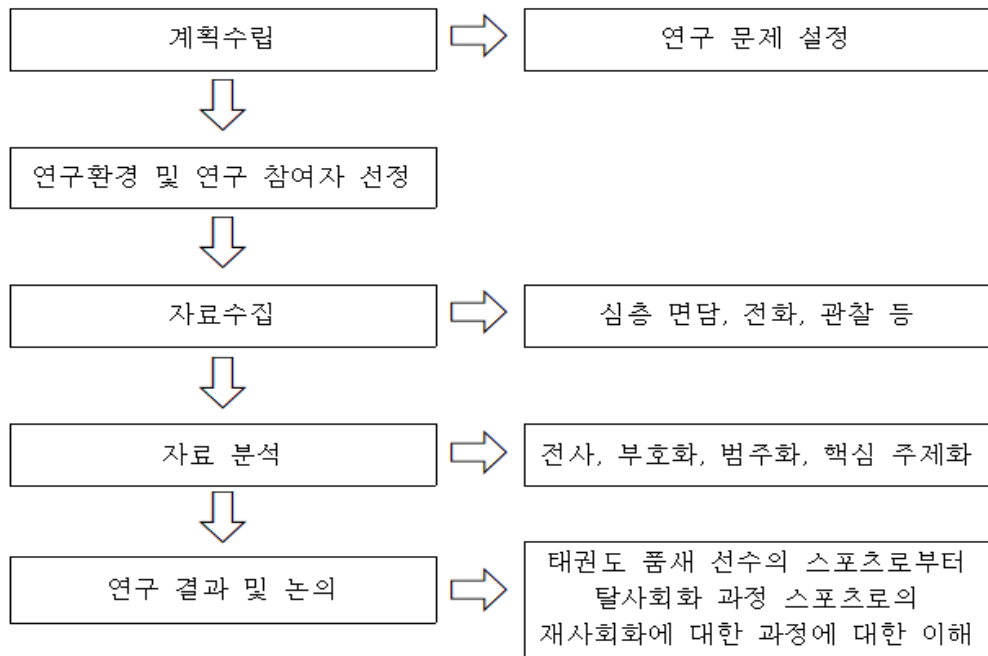 계획수립
연구 문제 설정
연구환경 및 연구 참여자 선정
자료수집
심층 면담, 전화, 관찰 등
자료 분석
전사, 부호화, 범주화, 핵심 주제화
연구 결과 및 논의
태권도 품새 선수의 스포츠로부터
탈사회화 과정 스포츠로의
재사회화에 대한 과정에 대한 이해